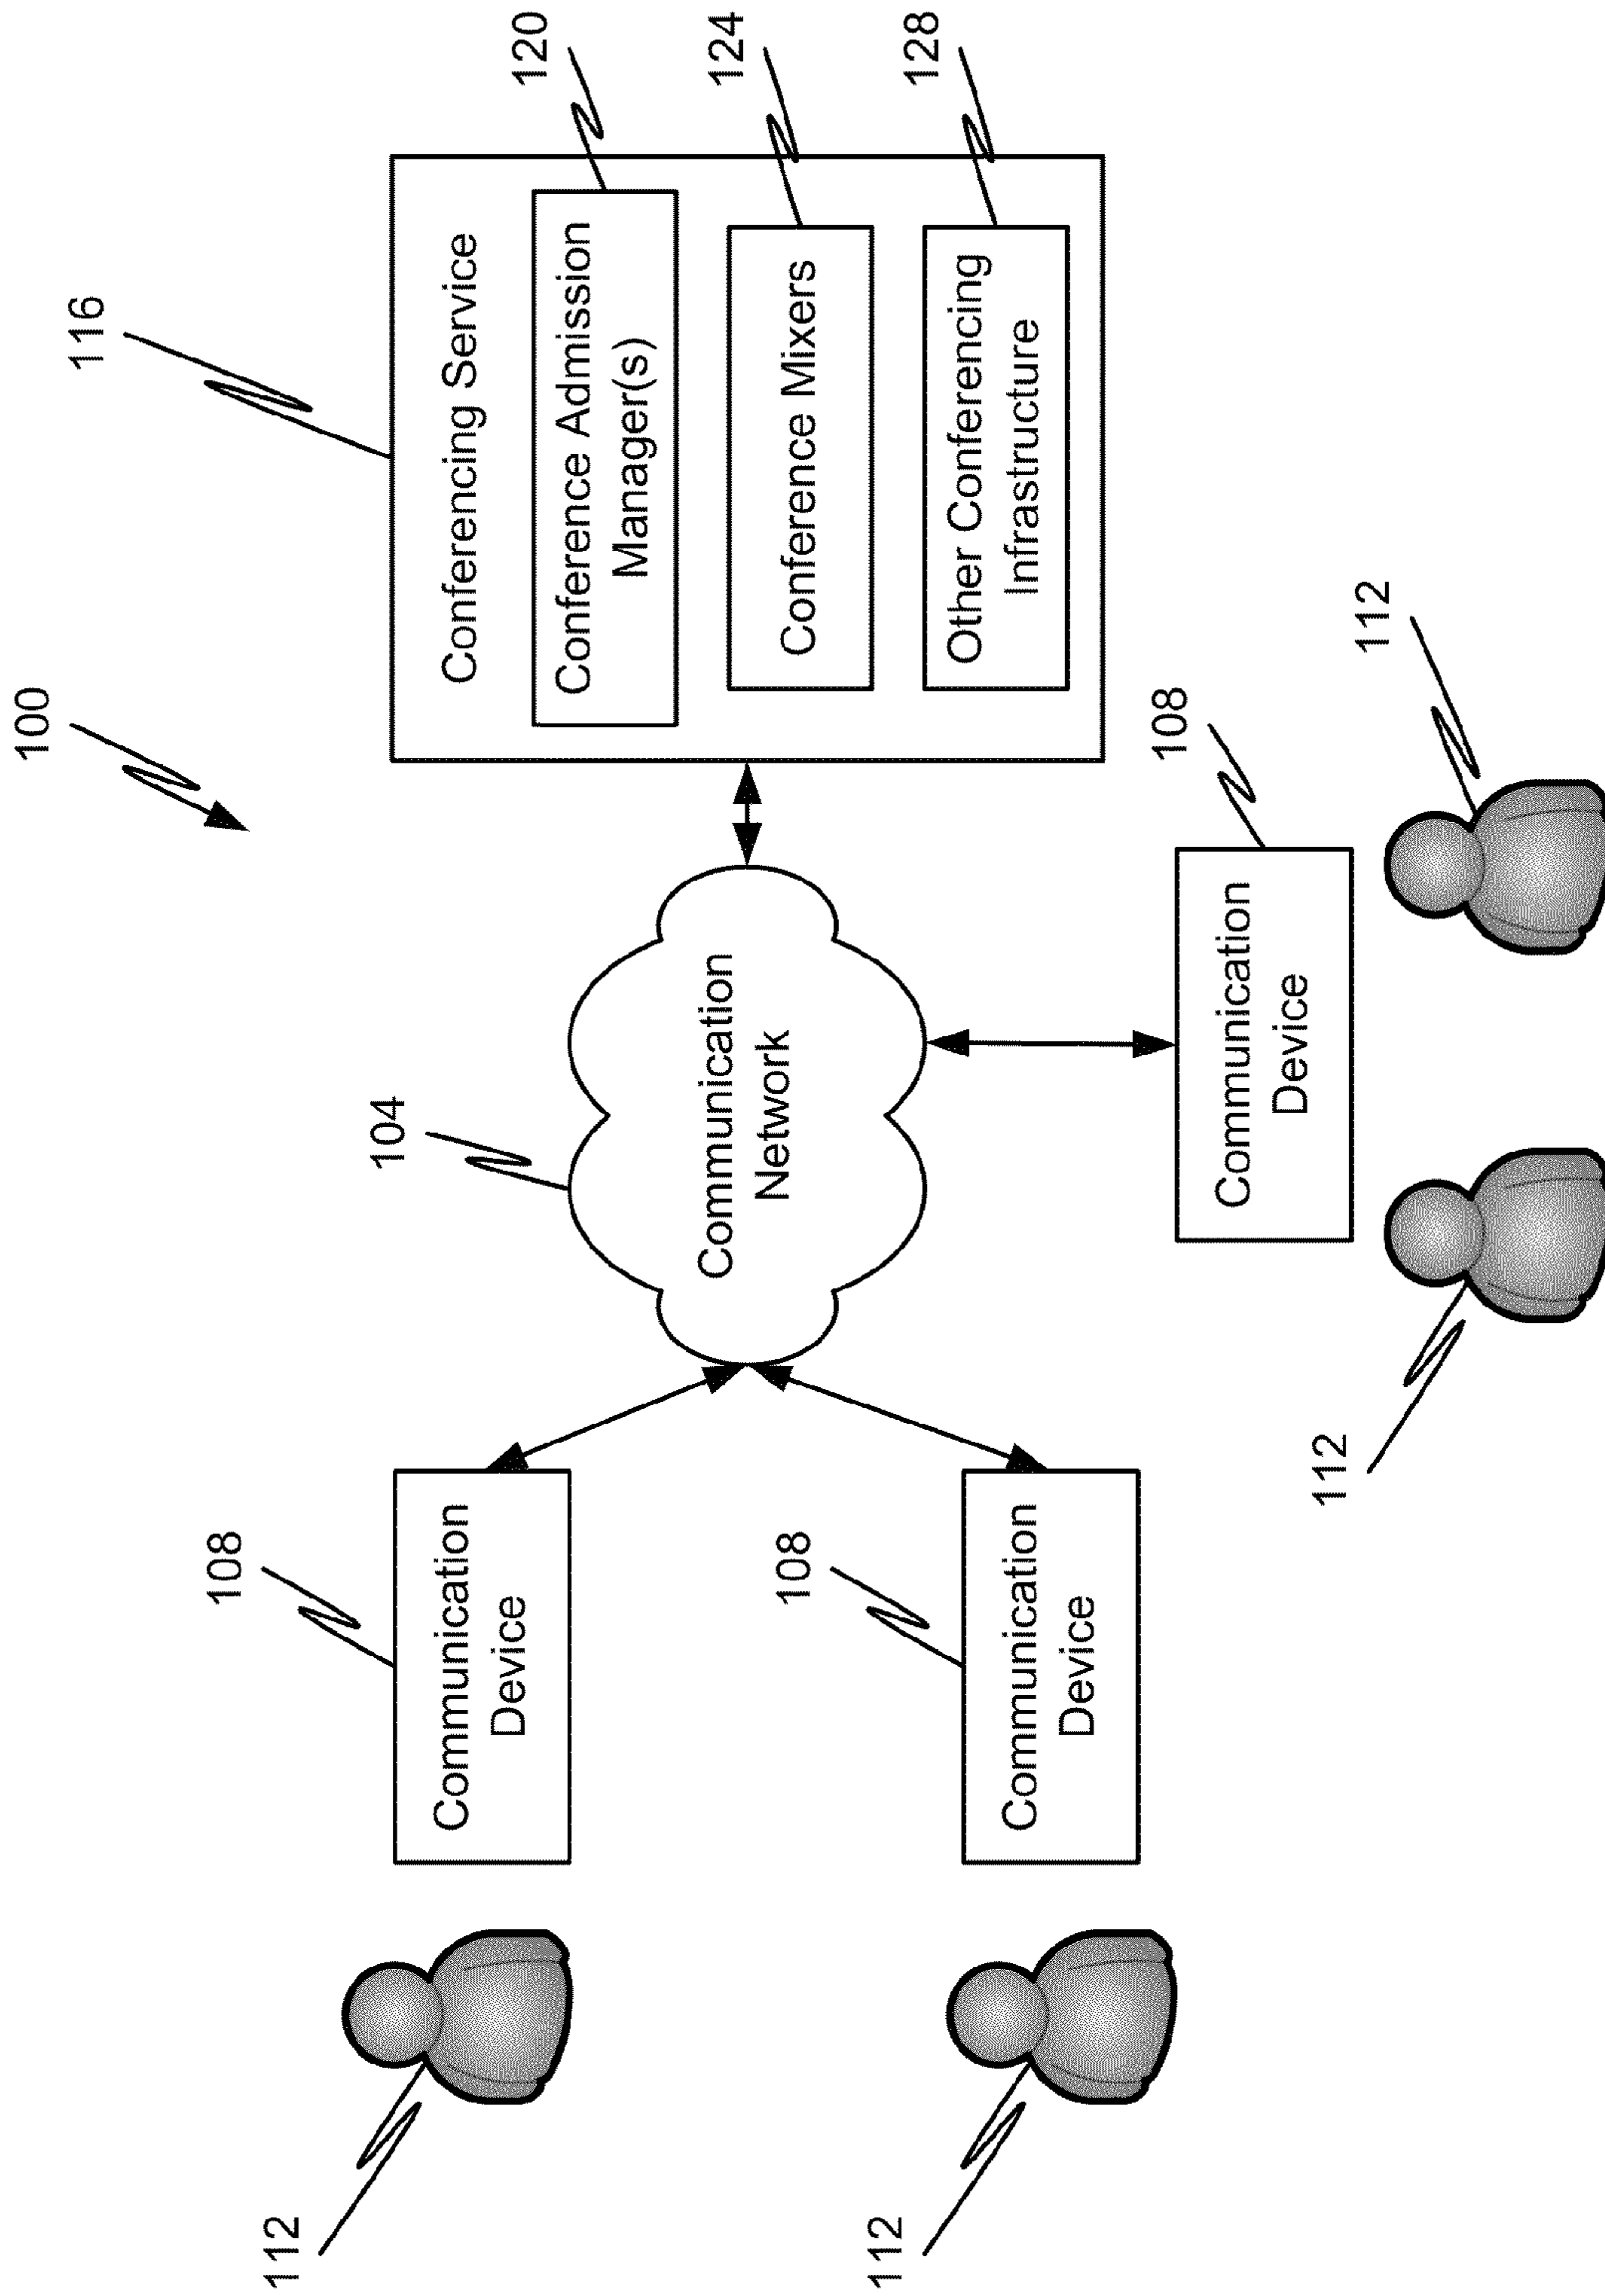 100
116
Conferencing Service
120
Conference Admission
Manager(s)
124
Conference Mixers
128
Other Conferencing
Infrastructure
104
Communication
Network
108
Communication
Device
112
108
Communication
Device
112
108
Communication
Device
112
112